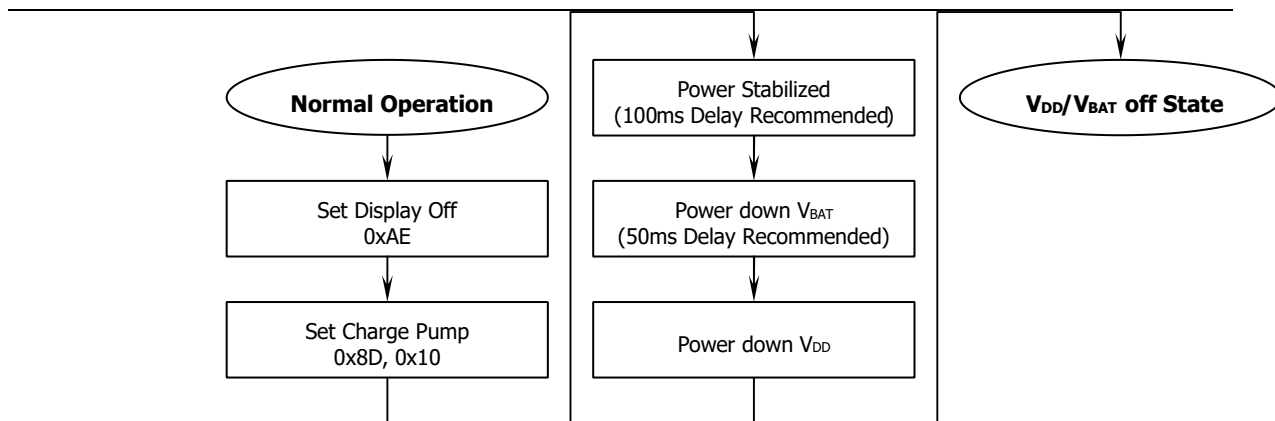 Normal Operation
Set Display Off
0xAE
Set Charge Pump
0x8D, 0x10
Power Stabilized
(100ms Delay Recommended)
Power down VBAT
(50ms Delay Recommended)
Power down VDD
VDD/VBAT off State